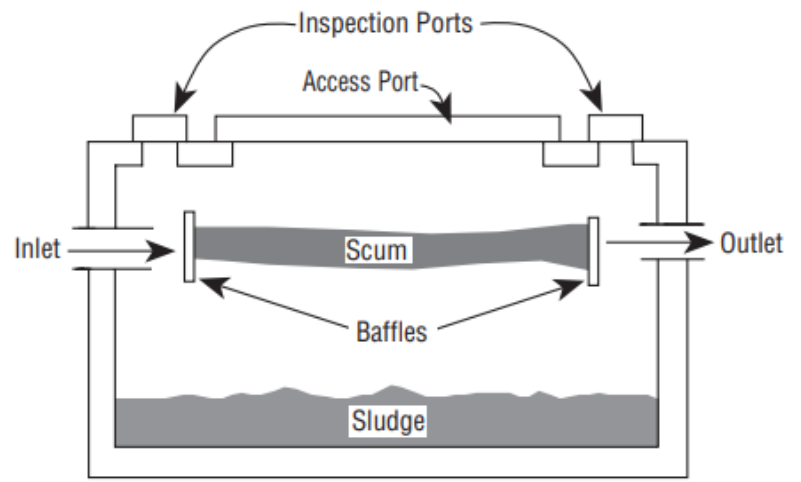 Inspection Ports
Access Port
Inlet
Scum
Outlet
Baffles
Sludge